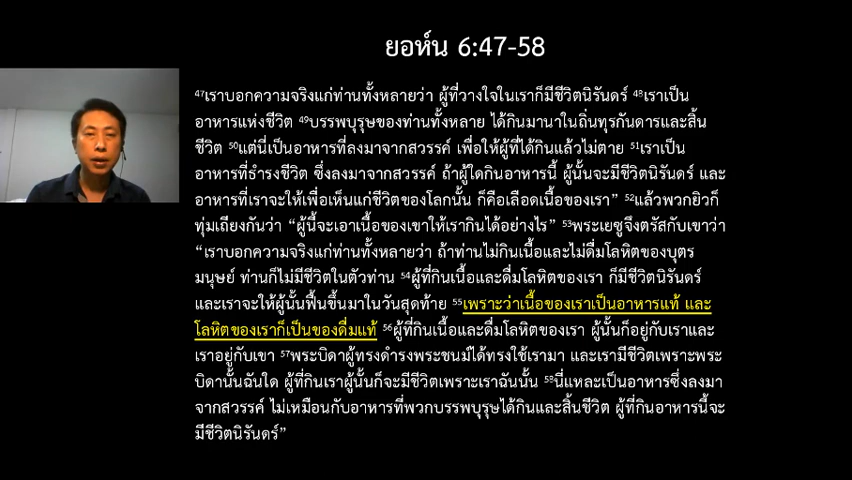 ยอห์น 6:47-58
⁴⁷เราบอกความจริงแก่ท่านทั้งหลายว่า ผู้ที่วางใจในเราก็มีชีวิตนิรันดร์ ⁴⁸เราเป็น
อาหารแห่งชีวิต ⁴⁹บรรพบุรุษของท่านทั้งหลาย ได้กินมานาในถิ่นทุรกันดารและสิ้น
ชีวิต ⁵⁰แต่นี่เป็นอาหารที่ลงมาจากสวรรค์ เพื่อให้ผู้ที่ได้กินแล้วไม่ตาย ⁵¹เราเป็น
อาหารที่ธำรงชีวิต ซึ่งลงมาจากสวรรค์ ถ้าผู้ใดกินอาหารนี้ ผู้นั้นจะมีชีวิตนิรันดร์ และ
อาหารที่เราจะให้เพื่อเห็นแก่ชีวิตของโลกนั้น ก็คือเลือดเนื้อของเรา” ⁵²แล้วพวกยิวก็
ทุ่มเถียงกันว่า “ผู้นี้จะเอาเนื้อของเขาให้เรากินได้อย่างไร” ⁵³พระเยซูจึงตรัสกับเขาว่า
“เราบอกความจริงแก่ท่านทั้งหลายว่า ถ้าท่านไม่กินเนื้อและไม่ดื่มโลหิตของบุตร
มนุษย์ ท่านก็ไม่มีชีวิตในตัวท่าน ⁵⁴ผู้ที่กินเนื้อและดื่มโลหิตของเรา ก็มีชีวิตนิรันดร์
และเราจะให้ผู้นั้นฟื้นขึ้นมาในวันสุดท้าย ⁵⁵เพราะว่าเนื้อของเราเป็นอาหารแท้ และ
โลหิตของเราก็เป็นของดื่มแท้ ⁵⁶ผู้ที่กินเนื้อและดื่มโลหิตของเรา ผู้นั้นก็อยู่กับเราและ
เราอยู่กับเขา ⁵⁷พระบิดาผู้ทรงดำรงพระชนม์ได้ทรงใช้เรามา และเรามีชีวิตเพราะพระ
บิดานั้นฉันใด ผู้ที่กินเราผู้นั้นก็จะมีชีวิตเพราะเราฉันนั้น ⁵⁸นี่แหละเป็นอาหารซึ่งลงมา
จากสวรรค์ ไม่เหมือนกับอาหารที่พวกบรรพบุรุษได้กินและสิ้นชีวิต ผู้ที่กินอาหารนี้จะ
มีชีวิตนิรันดร์”